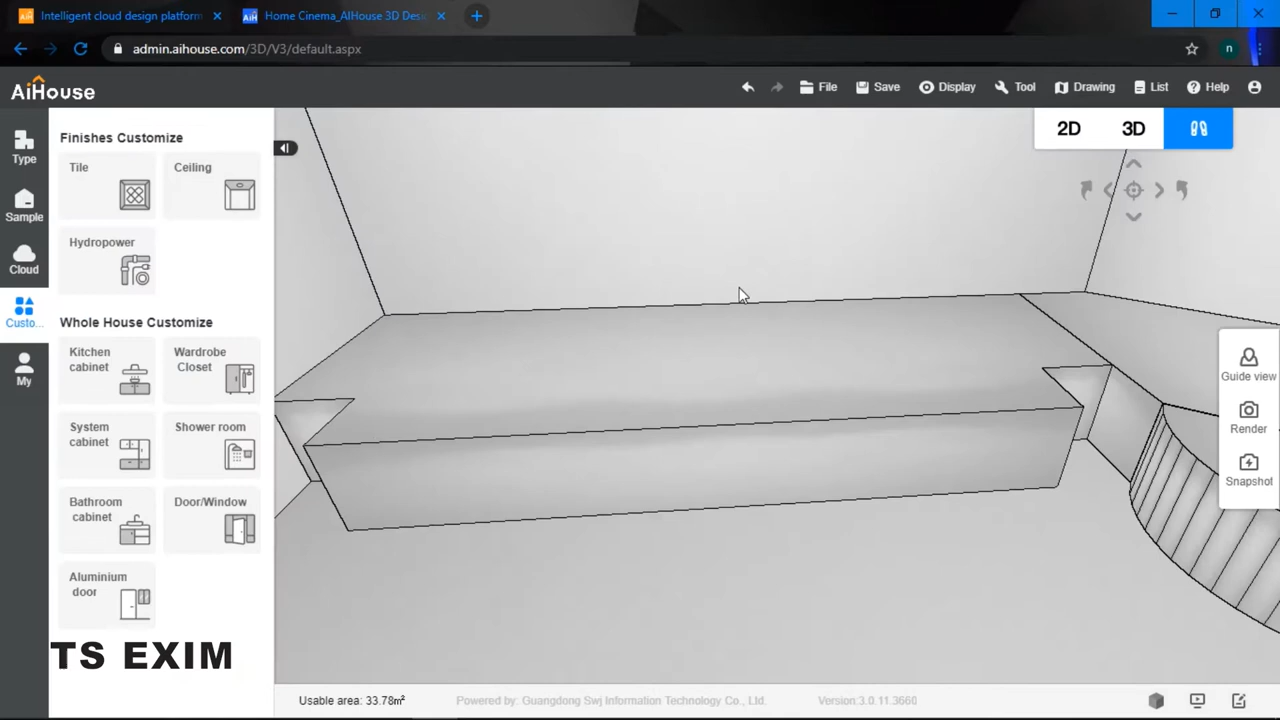 Intelligent cloud design platform
Home Cinema_AIHouse 3D Des
admin.aihouse.com/3D/V3/default.aspx
n
AiHouse
File
Save
Display
Tool
Drawing
List
Help
Type
Sample
Cloud
Custo...
My
Finishes Customize
Tile
Ceiling
Hydropower
Whole House Customize
Kitchen
cabinet
Wardrobe
Closet
System
cabinet
Shower room
Bathroom
cabinet
Door/Window
Aluminium
door
TS EXIM
2D
3D
Guide view
Render
Snapshot
Usable area: 33.78m²
Powered by: Guangdong Swj Information Technology Co., Ltd.
Version:3.0.11.3660